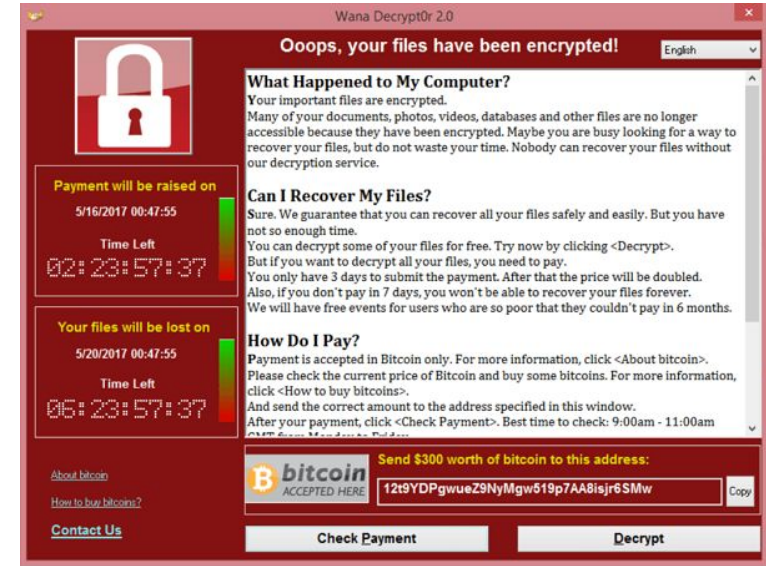 Wana Decrypt0r 2.0
Ooops, your files have been encrypted!
English
What Happened to My Computer?
Your important files are encrypted.
Many of your documents, photos, videos, databases and other files are no longer
accessible because they have been encrypted. Maybe you are busy looking for a way to
recover your files, but do not waste your time. Nobody can recover your files without
our decryption service.
Can I Recover My Files?
Sure. We guarantee that you can recover all your files safely and easily. But you have
not so enough time.
You can decrypt some of your files for free. Try now by clicking <Decrypt>.
But if you want to decrypt all your files, you need to pay.
You only have 3 days to submit the payment. After that the price will be doubled.
Also, if you don't pay in 7 days, you won't be able to recover your files forever.
We will have free events for users who are so poor that they couldn't pay in 6 months.
How Do I Pay?
Payment is accepted in Bitcoin only. For more information, click <About bitcoin>.
Please check the current price of Bitcoin and buy some bitcoins. For more information,
click <How to buy bitcoins>.
And send the correct amount to the address specified in this window.
After your payment, click <Check Payment>. Best time to check: 9:00am - 11:00am
GMT from Monday to Friday.
Payment will be raised on
5/16/2017 00:47:55
Time Left
02:23:57:37
Your files will be lost on
5/20/2017 00:47:55
Time Left
06:23:57:37
About bitcoin
How to buy bitcoins?
Contact Us
bitcoin
ACCEPTED HERE
Send $300 worth of bitcoin to this address:
12t9YDPgwueZ9NyMgw519p7AA8isjr6SMw
Copy
Check Payment
Decrypt